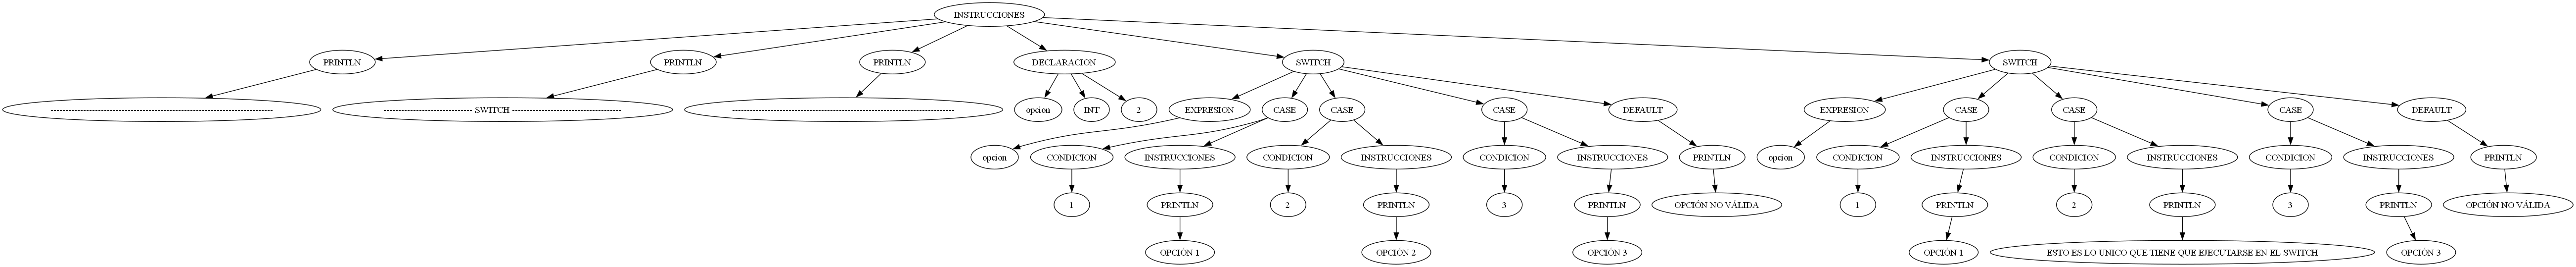 INSTRUCCIONES
PRINTLN PRINTLN PRINTLN DECLARACION SWITCH SWITCH
------------------------------------------------------------------------------------ --------------------------------- SWITCH ----------------------------------------- ------------------------------------------------------------------------------------ opcion INT 2 EXPRESION CASE CASE CASE DEFAULT EXPRESION CASE CASE CASE DEFAULT
opcion CONDICION INSTRUCCIONES CONDICION INSTRUCCIONES CONDICION INSTRUCCIONES PRINTLN opcion CONDICION INSTRUCCIONES CONDICION INSTRUCCIONES CONDICION INSTRUCCIONES PRINTLN
1 PRINTLN 2 PRINTLN 3 PRINTLN OPCIÓN NO VÁLIDA 1 PRINTLN 2 PRINTLN 3 PRINTLN OPCIÓN NO VÁLIDA
OPCIÓN 1 OPCIÓN 2 OPCIÓN 3 OPCIÓN 1 ESTO ES LO UNICO QUE TIENE QUE EJECUTARSE EN EL SWITCH OPCIÓN 3